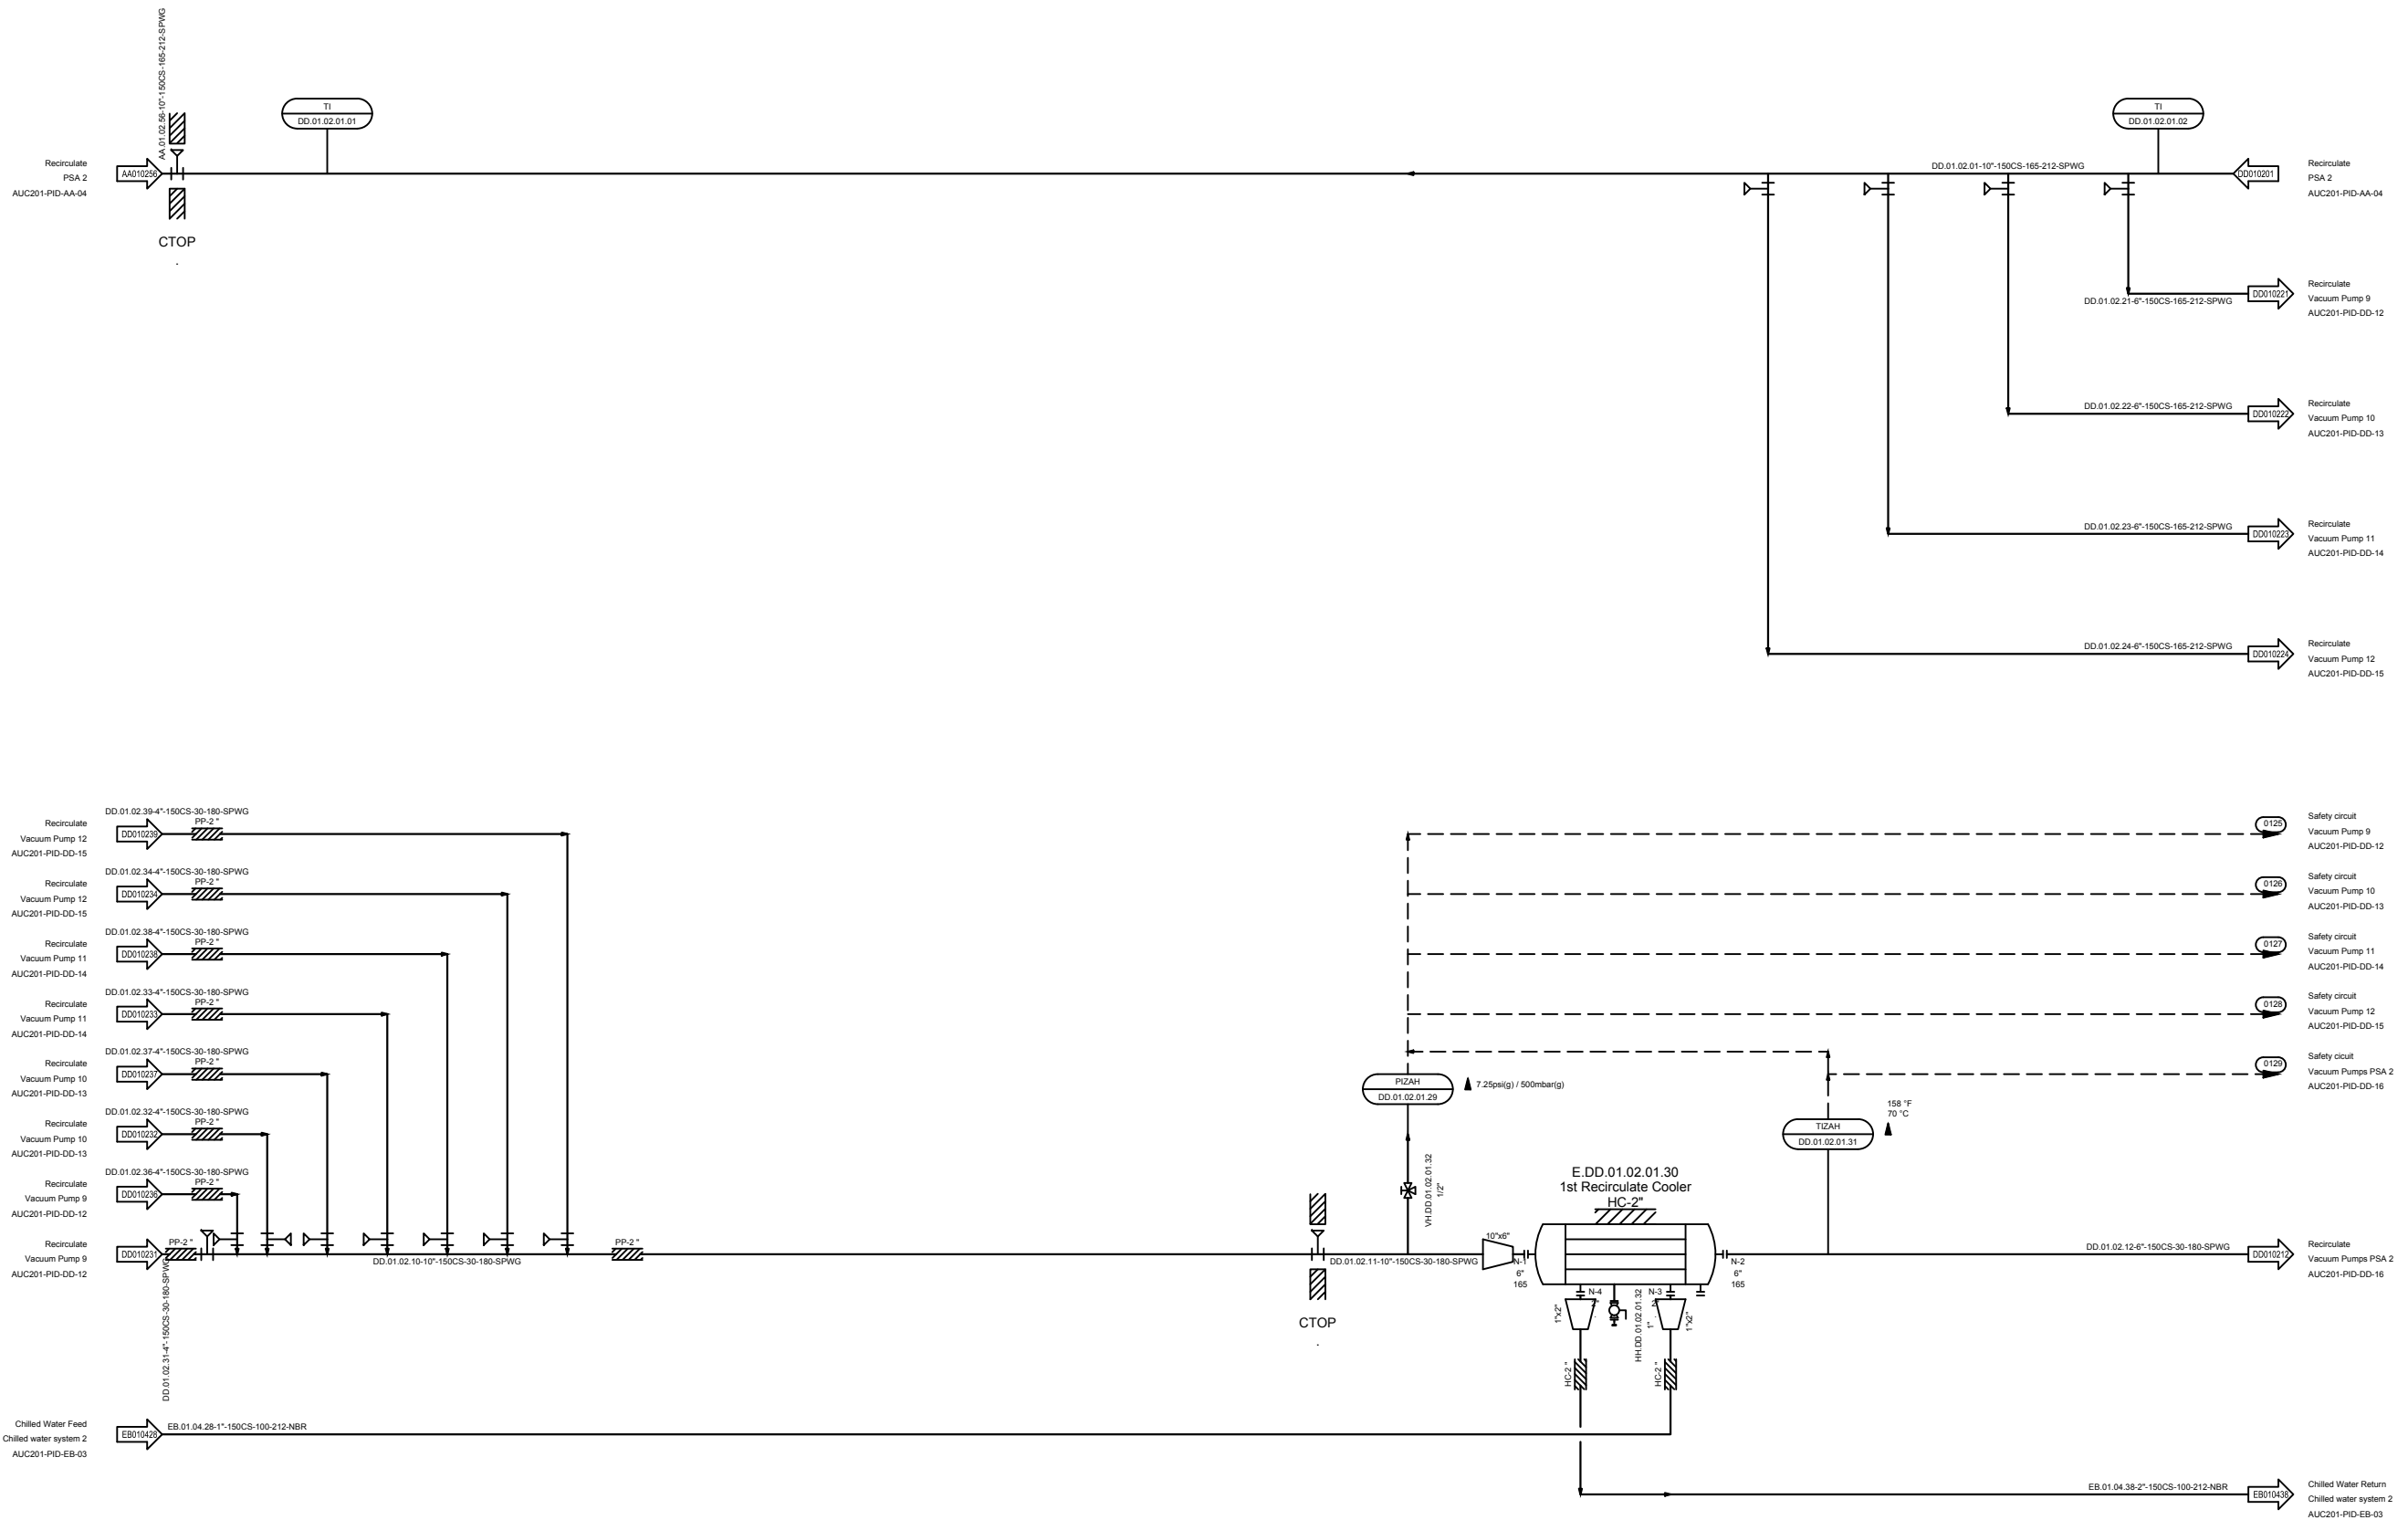 AA.01.02.56-10"-150CS-165-212-SPWG
TI
DD.01.02.01.01
TI
DD.01.02.01.02
Recirculate
PSA 2
AUC201-PID-AA-04
AA010256
CTOP
.
DD.01.02.01-10"-150CS-165-212-SPWG
DD010201
Recirculate
PSA 2
AUC201-PID-AA-04
DD.01.02.21-6"-150CS-165-212-SPWG
DD010221
Recirculate
Vacuum Pump 9
AUC201-PID-DD-12
DD.01.02.22-6"-150CS-165-212-SPWG
DD010222
Recirculate
Vacuum Pump 10
AUC201-PID-DD-13
DD.01.02.23-6"-150CS-165-212-SPWG
DD010223
Recirculate
Vacuum Pump 11
AUC201-PID-DD-14
DD.01.02.24-6"-150CS-165-212-SPWG
DD010224
Recirculate
Vacuum Pump 12
AUC201-PID-DD-15
Recirculate
Vacuum Pump 12
AUC201-PID-DD-15
DD010239
DD.01.02.39-4"-150CS-30-180-SPWG
PP-2 "
Recirculate
Vacuum Pump 12
AUC201-PID-DD-15
DD010234
DD.01.02.34-4"-150CS-30-180-SPWG
PP-2 "
Recirculate
Vacuum Pump 11
AUC201-PID-DD-14
DD010238
DD.01.02.38-4"-150CS-30-180-SPWG
PP-2 "
Recirculate
Vacuum Pump 11
AUC201-PID-DD-14
DD010233
DD.01.02.33-4"-150CS-30-180-SPWG
PP-2 "
Recirculate
Vacuum Pump 10
AUC201-PID-DD-13
DD010237
DD.01.02.37-4"-150CS-30-180-SPWG
PP-2 "
Recirculate
Vacuum Pump 10
AUC201-PID-DD-13
DD010232
DD.01.02.32-4"-150CS-30-180-SPWG
PP-2 "
Recirculate
Vacuum Pump 9
AUC201-PID-DD-12
DD010236
DD.01.02.36-4"-150CS-30-180-SPWG
PP-2 "
Recirculate
Vacuum Pump 9
AUC201-PID-DD-12
DD010231
PP-2 "
DD.01.02.31-4"-150CS-30-180-SPWG
DD.01.02.10-10"-150CS-30-180-SPWG
PP-2 "
CTOP
.
DD.01.02.11-10"-150CS-30-180-SPWG
0125
Safety circuit
Vacuum Pump 9
AUC201-PID-DD-12
0126
Safety circuit
Vacuum Pump 10
AUC201-PID-DD-13
0127
Safety circuit
Vacuum Pump 11
AUC201-PID-DD-14
0128
Safety circuit
Vacuum Pump 12
AUC201-PID-DD-15
0129
Safety cicuit
Vacuum Pumps PSA 2
AUC201-PID-DD-16
PIZAH
DD.01.02.01.29
7.25psi(g) / 500mbar(g)
VH.DD.01.02.01.32
1/2"
158 °F
70 °C
TIZAH
DD.01.02.01.31
E.DD.01.02.01.30
1st Recirculate Cooler
HC-2"
10"x6"
N-1
6"
165
N-2
6"
165
N-4
2"
N-3
2"
1"x2"
HH.DD.01.02.01.32
1"
1"x2"
HC-2 "
HC-2 "
DD.01.02.12-6"-150CS-30-180-SPWG
DD010212
Recirculate
Vacuum Pumps PSA 2
AUC201-PID-DD-16
Chilled Water Feed
Chilled water system 2
AUC201-PID-EB-03
EB010428
EB.01.04.28-1"-150CS-100-212-NBR
EB.01.04.38-2"-150CS-100-212-NBR
EB010438
Chilled Water Return
Chilled water system 2
AUC201-PID-EB-03